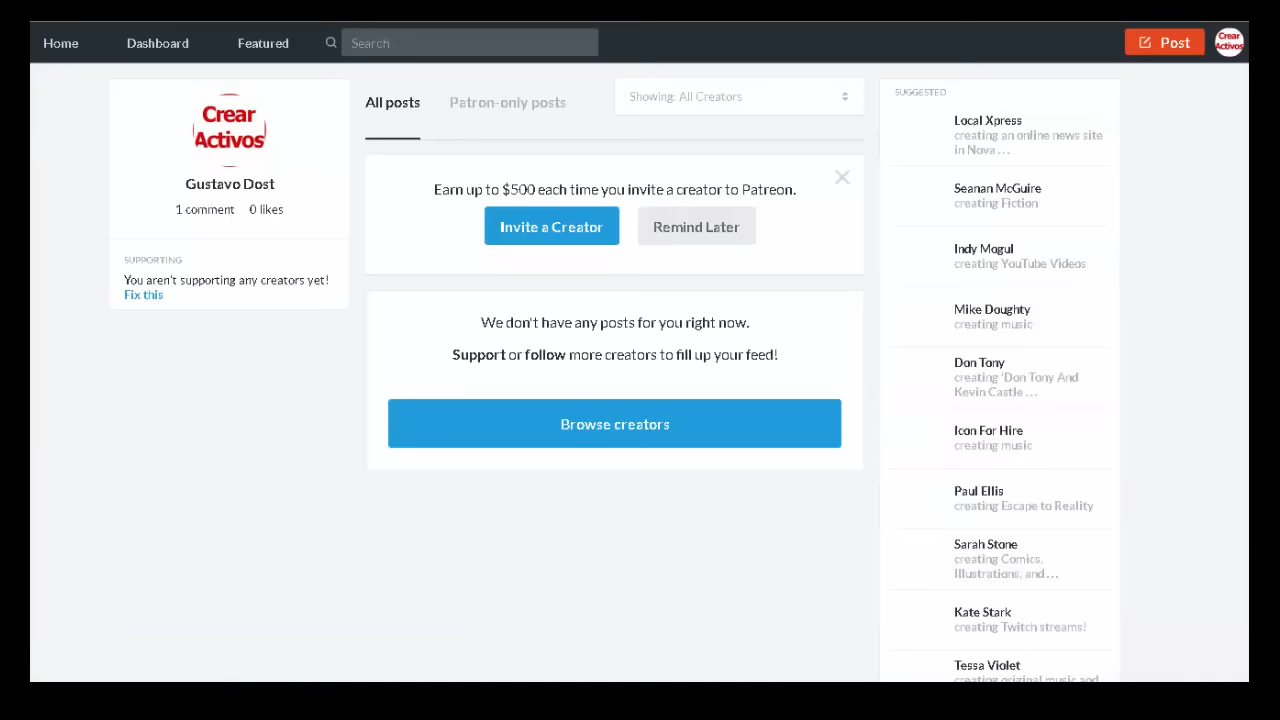 Home Dashboard Featured Search Post Crear Activos
Crear
Activos
Gustavo Dost
1 comment 0 likes
SUPPORTING
You aren't supporting any creators yet!
Fix this
All posts Patron-only posts Showing: All Creators
Earn up to $500 each time you invite a creator to Patreon.
Invite a Creator Remind Later
We don't have any posts for you right now.
Support or follow more creators to fill up your feed!
Browse creators
SUGGESTED
Local Xpress
creating an online news site
in Nova ...
Seanan McGuire
creating Fiction
Indy Mogul
creating YouTube Videos
Mike Doughty
creating music
Don Tony
creating 'Don Tony And
Kevin Castle ...
Icon For Hire
creating music
Paul Ellis
creating Escape to Reality
Sarah Stone
creating Comics,
Illustrations, and ...
Kate Stark
creating Twitch streams!
Tessa Violet
creating original music and